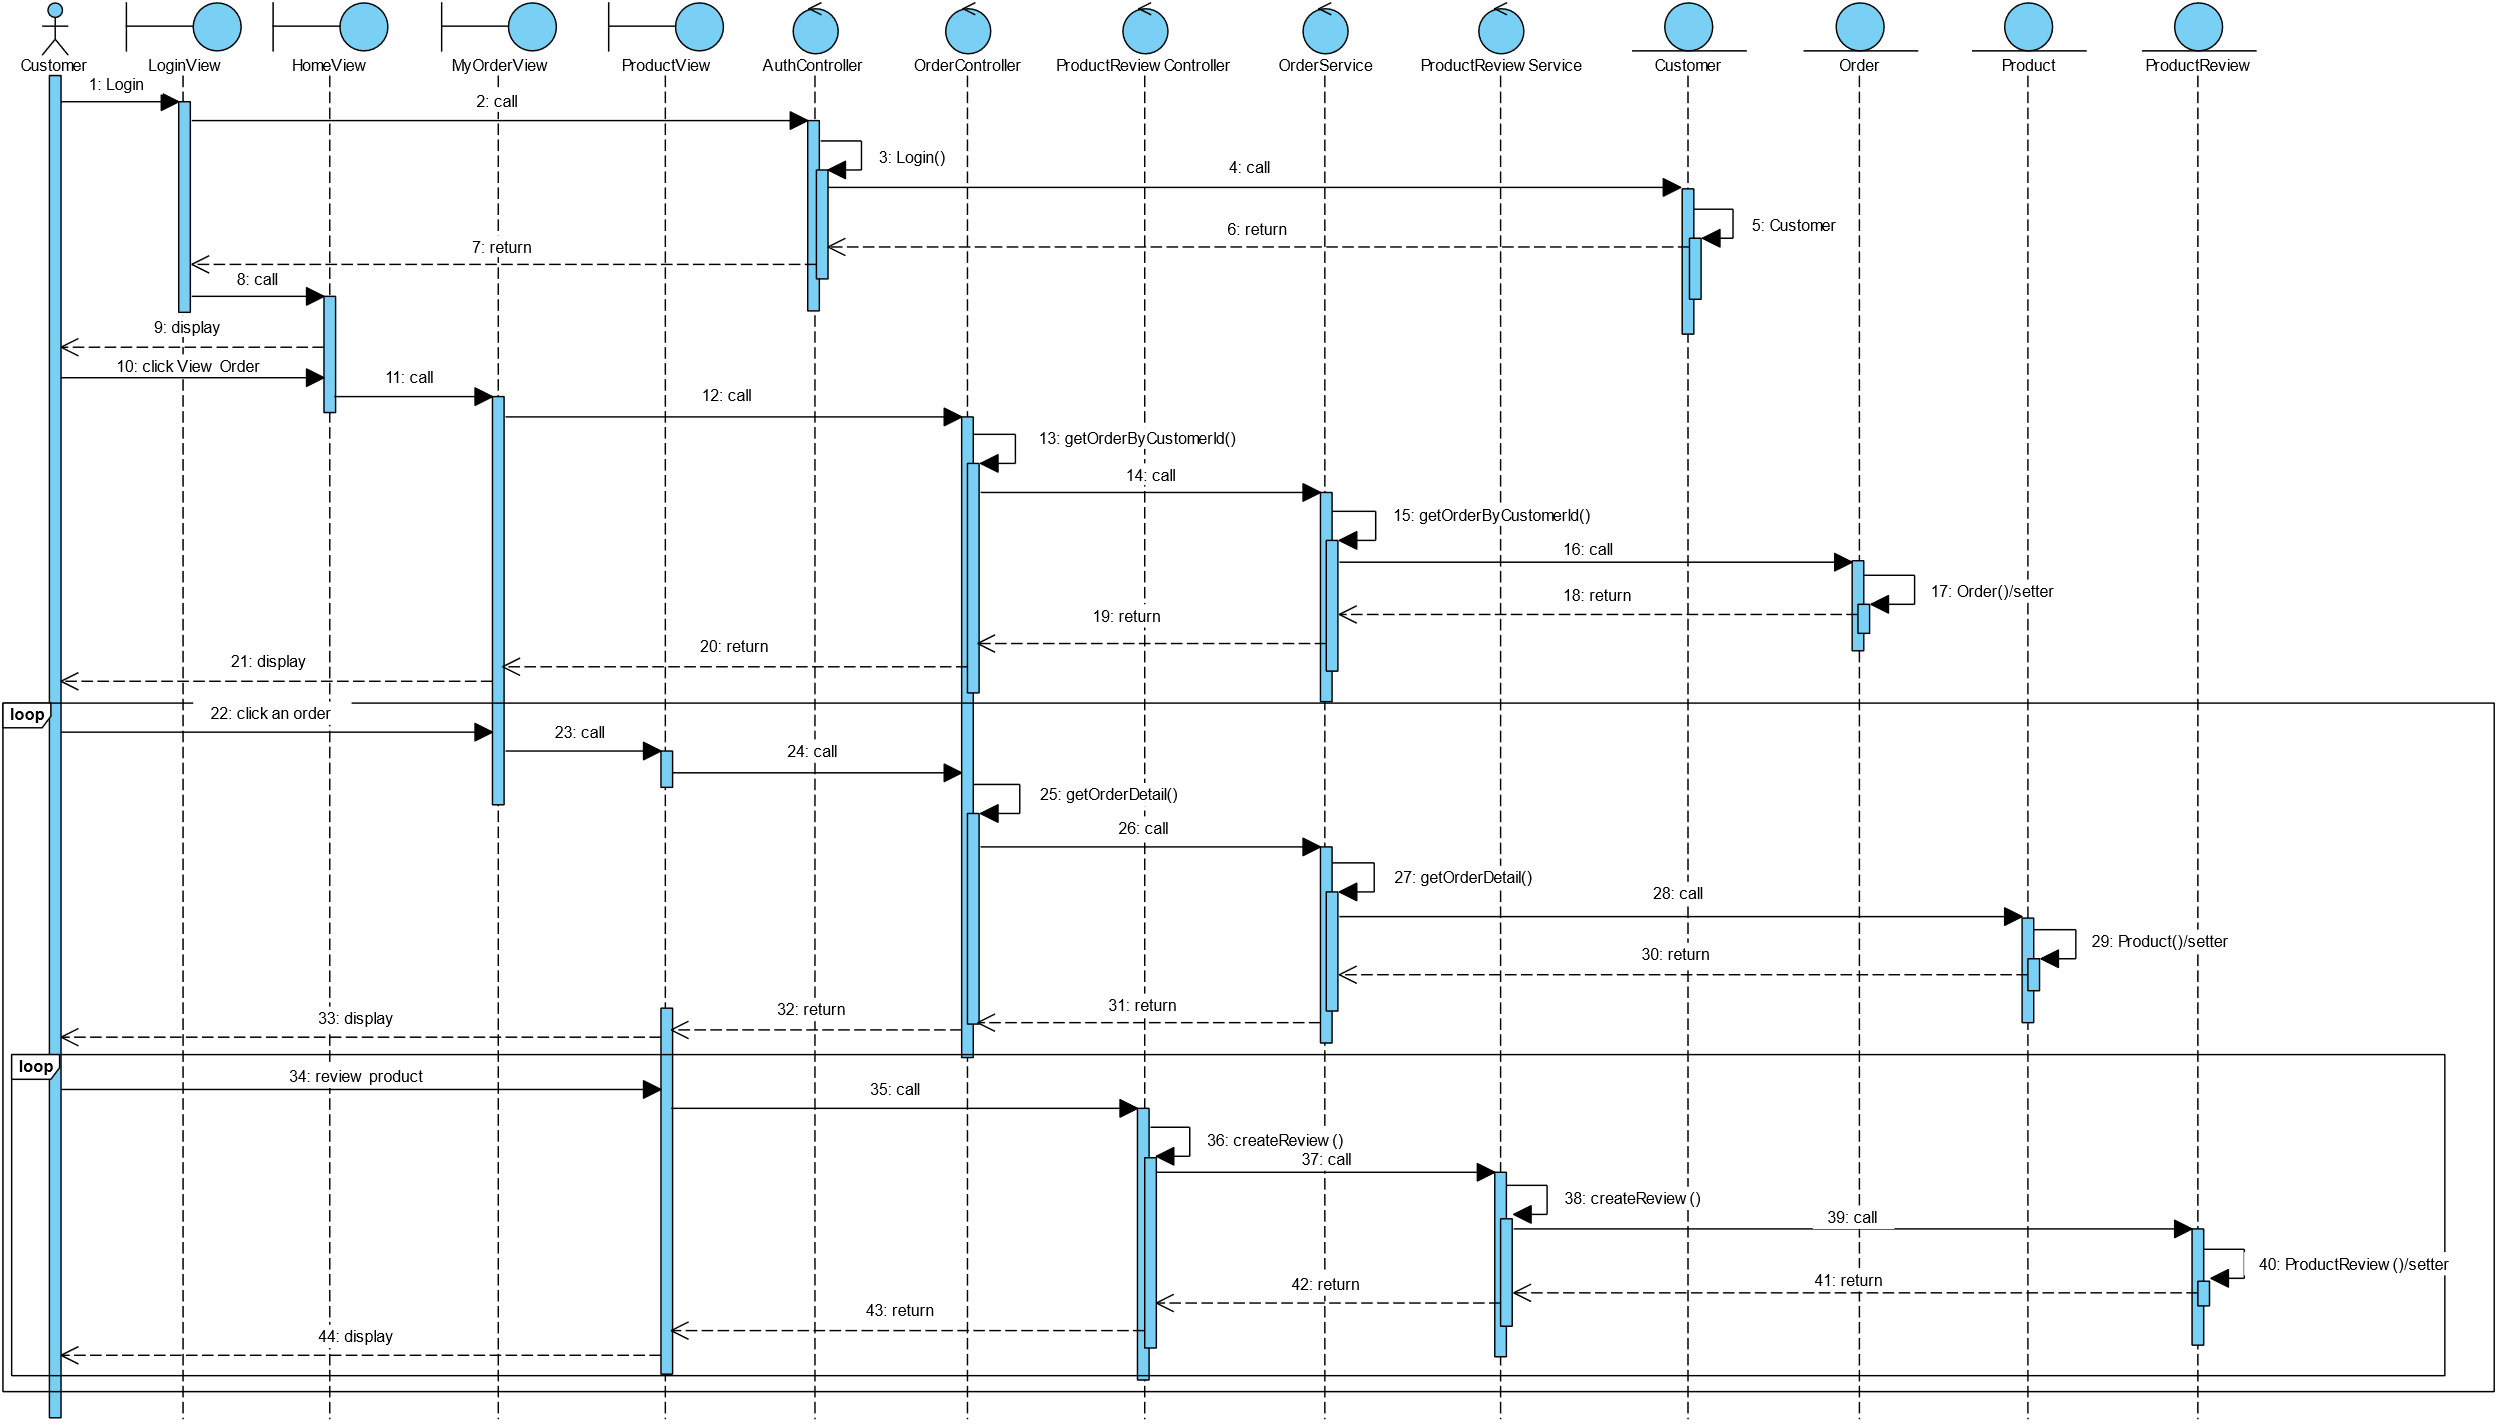 Customer
LoginView
HomeView
MyOrderView
ProductView
AuthController
OrderController
ProductReview Controller
OrderService
ProductReview Service
Customer
Order
Product
ProductReview
1: Login
2: call
3: Login()
4: call
5: Customer
6: return
7: return
8: call
9: display
10: click View Order
11: call
12: call
13: getOrderByCustomerId()
14: call
15: getOrderByCustomerId()
16: call
17: Order()/setter
18: return
19: return
20: return
21: display
loop
22: click an order
23: call
24: call
25: getOrderDetail()
26: call
27: getOrderDetail()
28: call
29: Product()/setter
30: return
31: return
32: return
33: display
loop
34: review product
35: call
36: createReview ()
37: call
38: createReview ()
39: call
40: ProductReview ()/setter
41: return
42: return
43: return
44: display